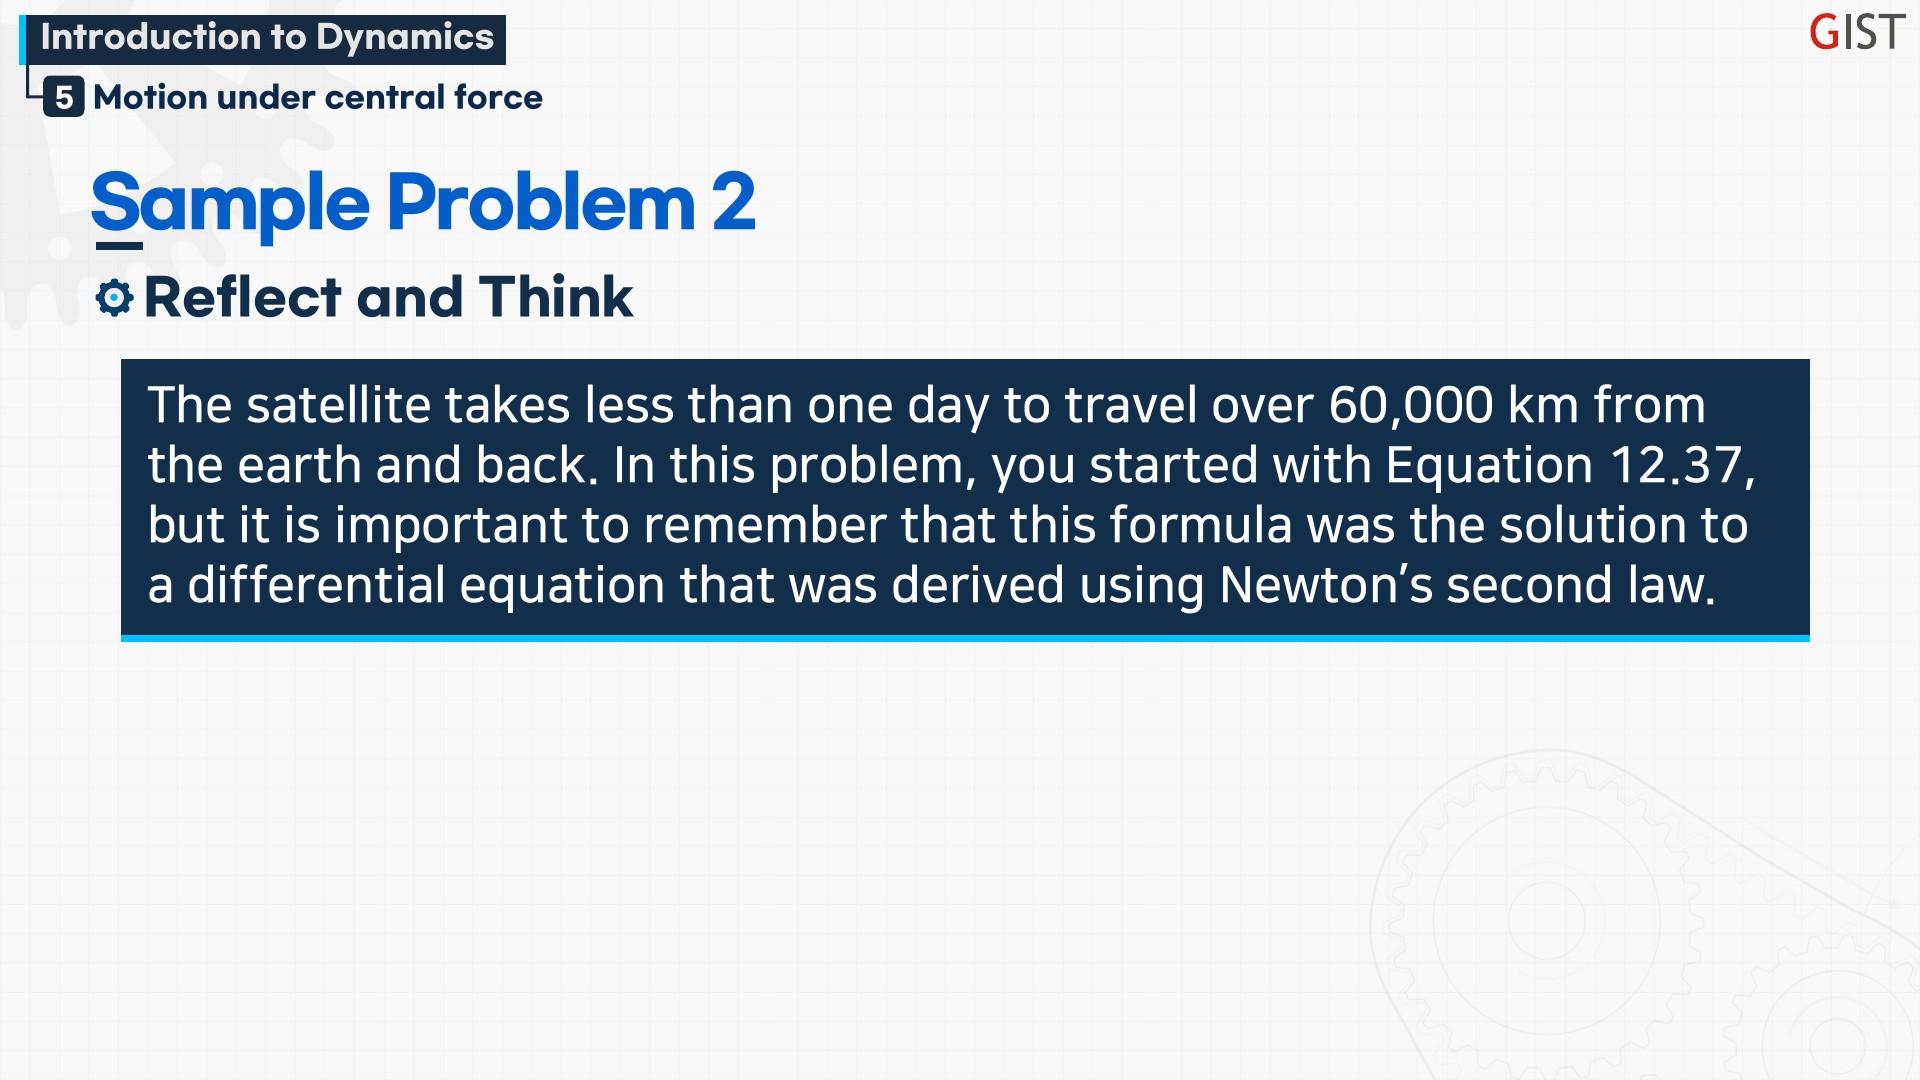 Introduction to Dynamics
GIST
5 Motion under central force
Sample Problem 2
Reflect and Think
The satellite takes less than one day to travel over 60,000 km from
the earth and back. In this problem, you started with Equation 12.37,
but it is important to remember that this formula was the solution to
a differential equation that was derived using Newton’s second law.